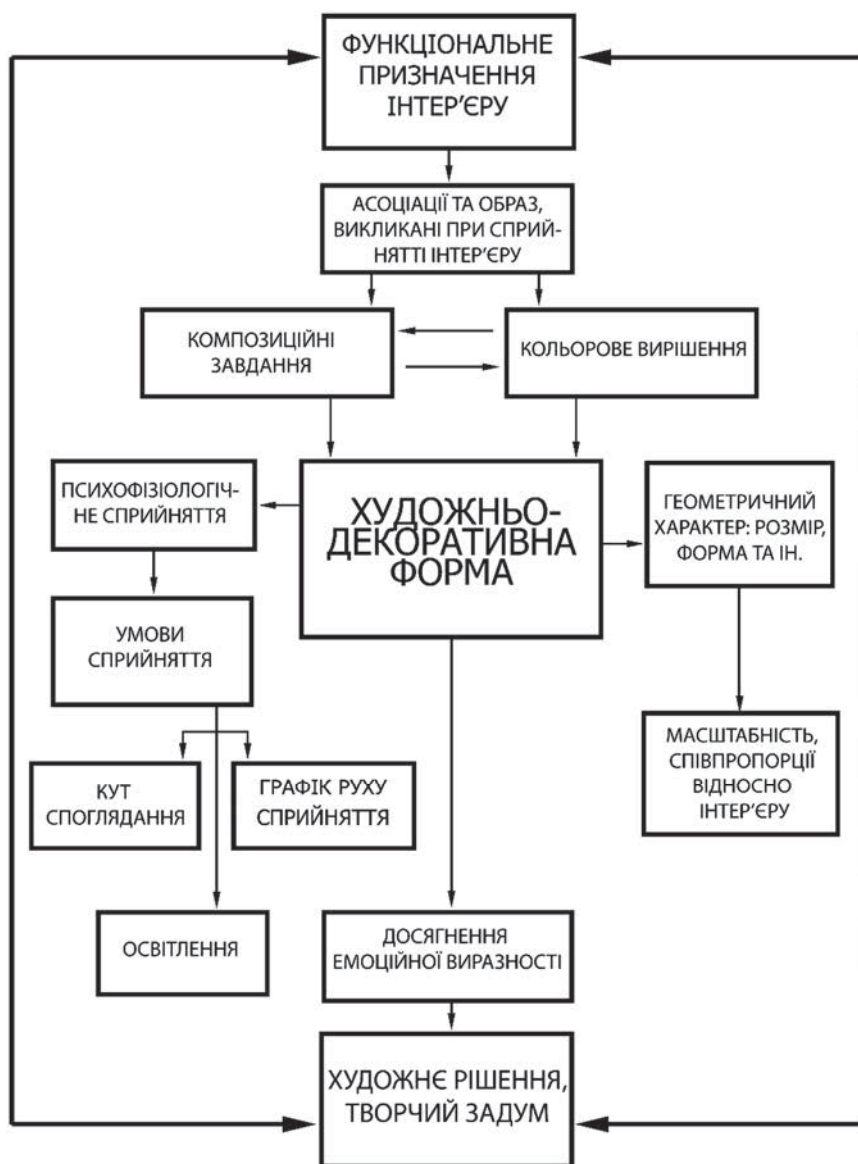 ФУНКЦІОНАЛЬНЕ
ПРИЗНАЧЕННЯ
ІНТЕР’ЄРУ
АСОЦІАЦІЇ ТА ОБРАЗ,
ВИКЛИКАНІ ПРИ СПРИЙ-
НЯТТІ ІНТЕР’ЄРУ
КОМПОЗИЦІЙНІ
ЗАВДАННЯ
КОЛЬОРОВЕ ВИРІШЕННЯ
ПСИХОФІЗІОЛОГІЧ-
НЕ СПРИЙНЯТТЯ
ХУДОЖНЬО-
ДЕКОРАТИВНА
ФОРМА
ГЕОМЕТРИЧНИЙ
ХАРАКТЕР: РОЗМІР,
ФОРМА ТА ІН.
УМОВИ
СПРИЙНЯТТЯ
КУТ
СПОГЛЯДАННЯ
ГРАФІК РУХУ
СПРИЙНЯТТЯ
МАСШТАБНІСТЬ,
СПІВПРОПОРЦІЇ
ВІДНОСНО
ІНТЕР’ЄРУ
ОСВІТЛЕННЯ
ДОСЯГНЕННЯ
ЕМОЦІЙНОЇ ВИРАЗНОСТІ
ХУДОЖНЄ РІШЕННЯ,
ТВОРЧИЙ ЗАДУМ